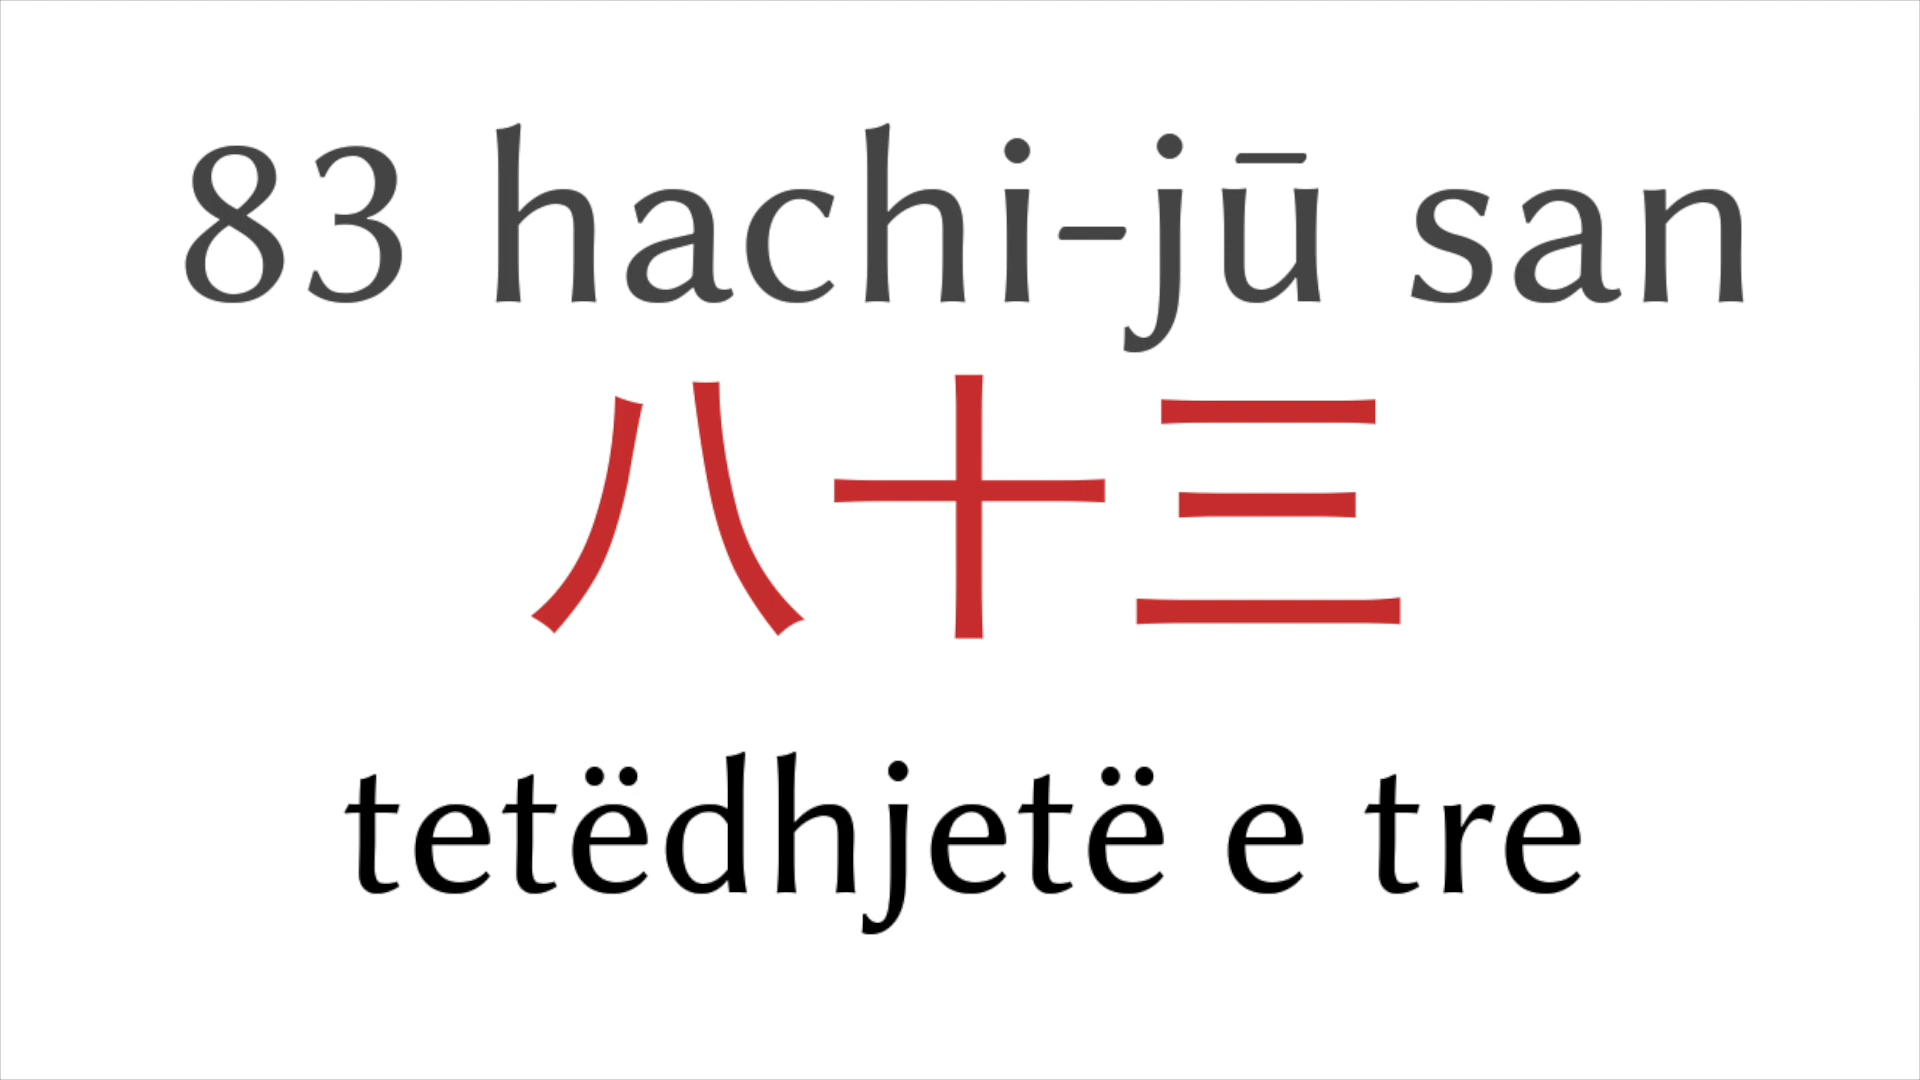 83 hachi-jū san
八十三
tetëdhjetë e tre